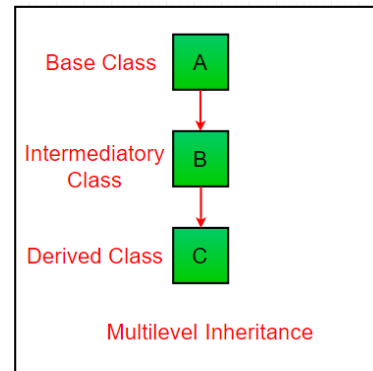 Base Class
A
Intermediatory
Class
B
Derived Class
C
Multilevel Inheritance